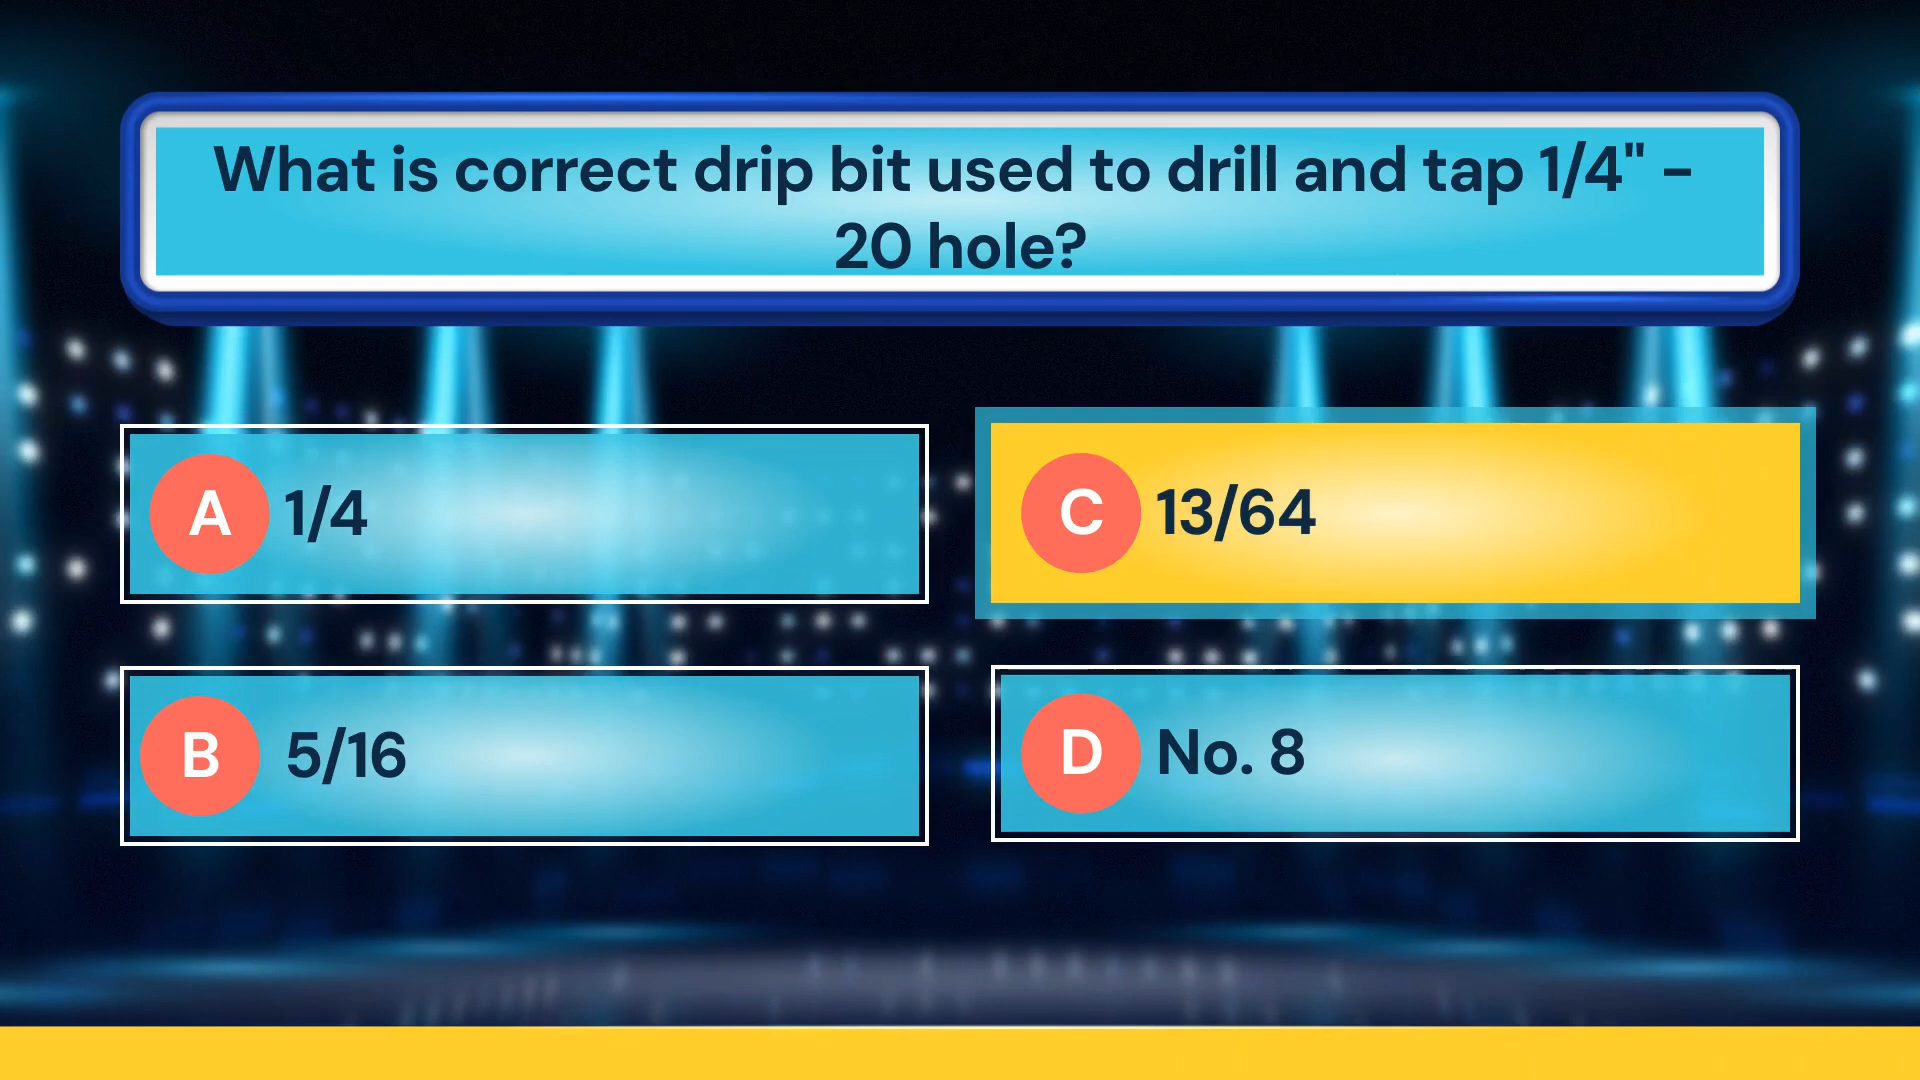 What is correct drip bit used to drill and tap 1/4" -
20 hole?
A 1/4
C 13/64
B 5/16
D No. 8